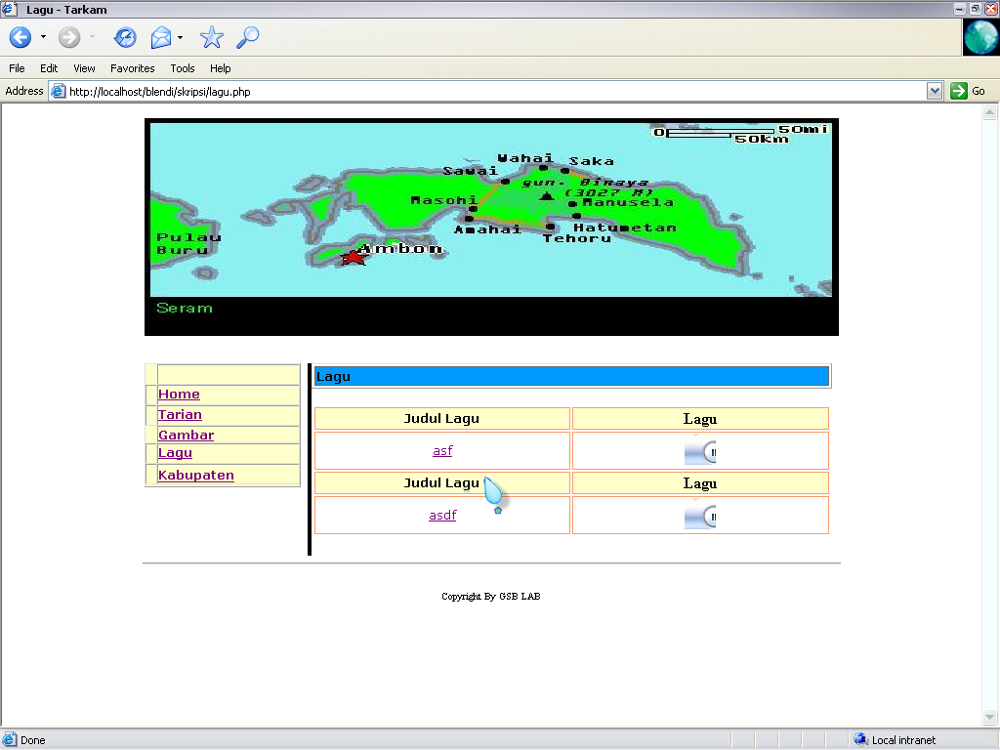 Lagu - Tarkam
File Edit View Favorites Tools Help
Address http://localhost/blendi/skripsi/lagu.php Go
0 50mi
50km
Wahai Saka
Sawai
gun. Binaya
(3027 M)
Masohi Manusela
Amahai Hatumetan
Tehoru
Pulau
Buru
Ambon
Seram
Home
Tarian
Gambar
Lagu
Kabupaten
Lagu
Judul Lagu Lagu
asf
Judul Lagu Lagu
asdf
Copyright By GSB LAB
Done Local intranet